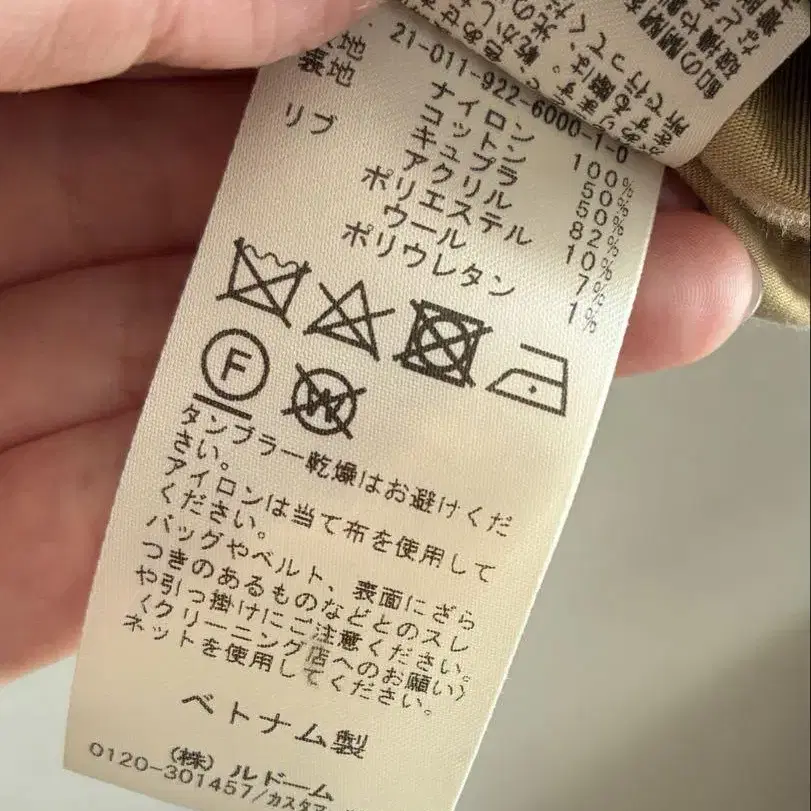 21-011-922-6000-1-0
表地 ナイロン 100%
裏地 コットン 50%
キュプラ 50%
リブ アクリル 82%
ポリエステル 10%
ウール 7%
ポリウレタン 1%
F
W
タンブラー乾燥はお避けくだ
さい。
アイロンは当て布を使用して
ください。
バッグやベルト、表面にざら
つきのあるものなどとのスレ
や引っ掛けにご注意ください。
〈クリーニング店へのお願い〉
ネットを使用してください。
ベトナム製
(株)ルドーム
0120-301457/カスタマ